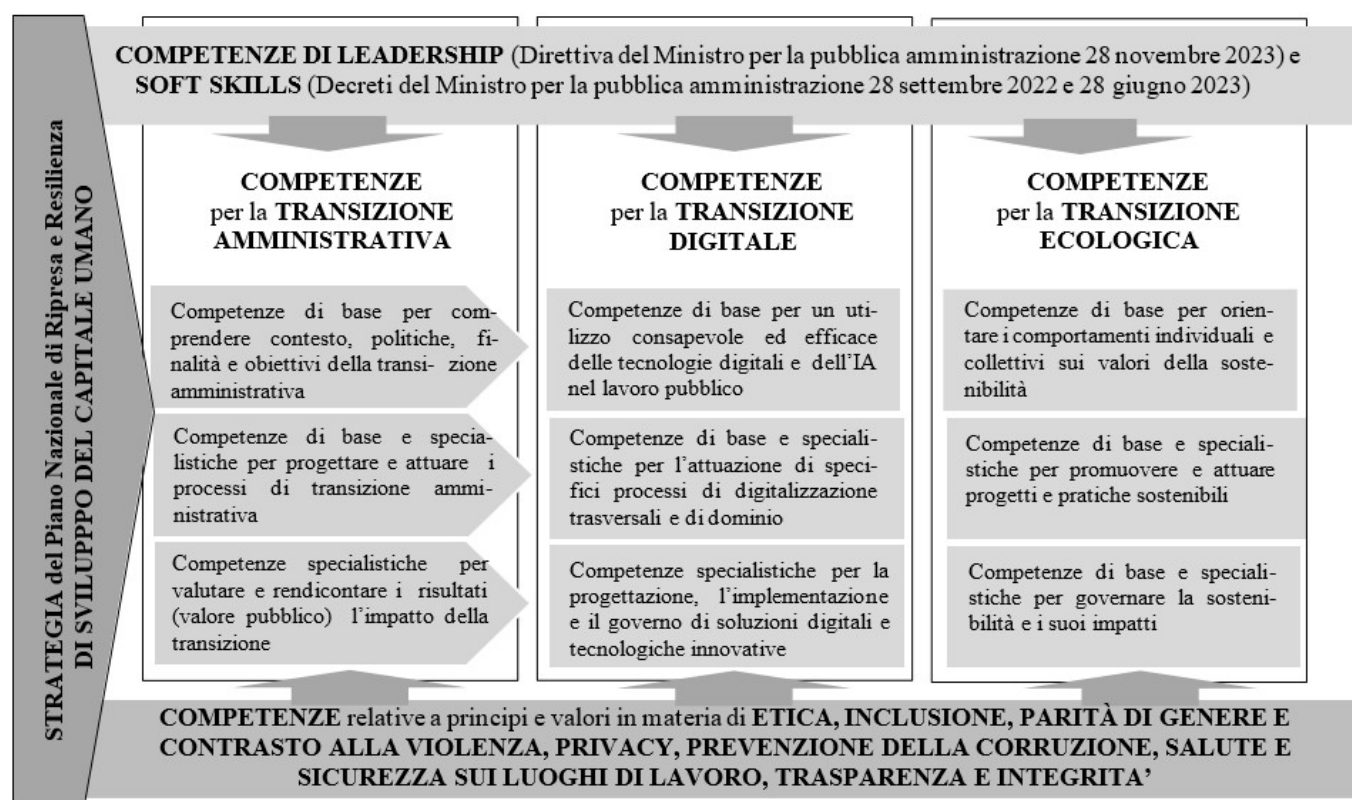 STRATEGIA del Piano Nazionale di Ripresa e Resilienza
DI SVILUPPPO DEL CAPITALE UMANO
COMPETENZE DI LEADERSHIP (Direttiva del Ministro per la pubblica amministrazione 28 novembre 2023) e
SOFT SKILLS (Decreti del Ministro per la pubblica amministrazione 28 settembre 2022 e 28 giugno 2023)
COMPETENZE
per la TRANSIZIONE
AMMINISTRATIVA
Competenze di base per com-
prendere contesto, politiche, fi-
nalità e obiettivi della transi- zione
amministrativa
Competenze di base e specia-
listiche per progettare e attuare i
processi di transizione ammi-
nistrativa
Competenze specialistiche per
valutare e rendicontare i risultati
(valore pubblico) l'impatto della
transizione
COMPETENZE
per la TRANSIZIONE
DIGITALE
Competenze di base per un uti-
lizzo consapevole ed efficace
delle tecnologie digitali e dell'IA
nel lavoro pubblico
Competenze di base e speciali-
stiche per l'attuazione di speci-
fici processi di digitalizzazione
trasversali e di dominio
Competenze specialistiche per la
progettazione, l'implementazione
e il governo di soluzioni digitali e
tecnologiche innovative
COMPETENZE
per la TRANSIZIONE
ECOLOGICA
Competenze di base per orien-
tare i comportamenti individuali e
collettivi sui valori della soste-
nibilità
Competenze di base e speciali-
stiche per promuovere e attuare
progetti e pratiche sostenibili
Competenze di base e speciali-
stiche per governare la sosteni-
bilità e i suoi impatti
COMPETENZE relative a principi e valori in materia di ETICA, INCLUSIONE, PARITÀ DI GENERE E
CONTRASTO ALLA VIOLENZA, PRIVACY, PREVENZIONE DELLA CORRUZIONE, SALUTE E
SICUREZZA SUI LUOGHI DI LAVORO, TRASPARENZA E INTEGRITA'